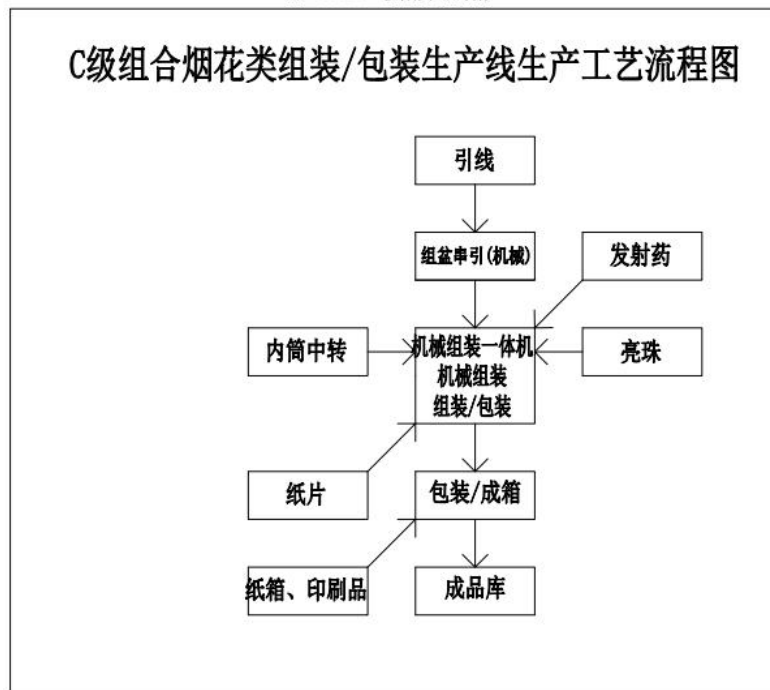 C级组合烟花类组装/包装生产线生产工艺流程图
引线
组盆串引(机械)
发射药
内筒中转
机械组装一体机
机械组装
组装/包装
亮珠
纸片
包装/成箱
纸箱、印刷品
成品库